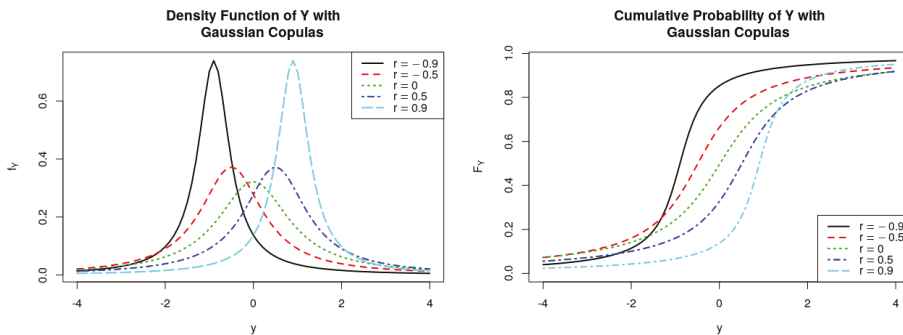 Density Function of Y with
Gaussian Copulas
r = − 0.9
r = − 0.5
r = 0
r = 0.5
r = 0.9
f_Y
0.6
0.4
0.2
0.0
-4 -2 0 2 4
y
Cumulative Probability of Y with
Gaussian Copulas
F_Y
1.0
0.8
0.6
0.4
0.2
0.0
r = − 0.9
r = − 0.5
r = 0
r = 0.5
r = 0.9
-4 -2 0 2 4
y